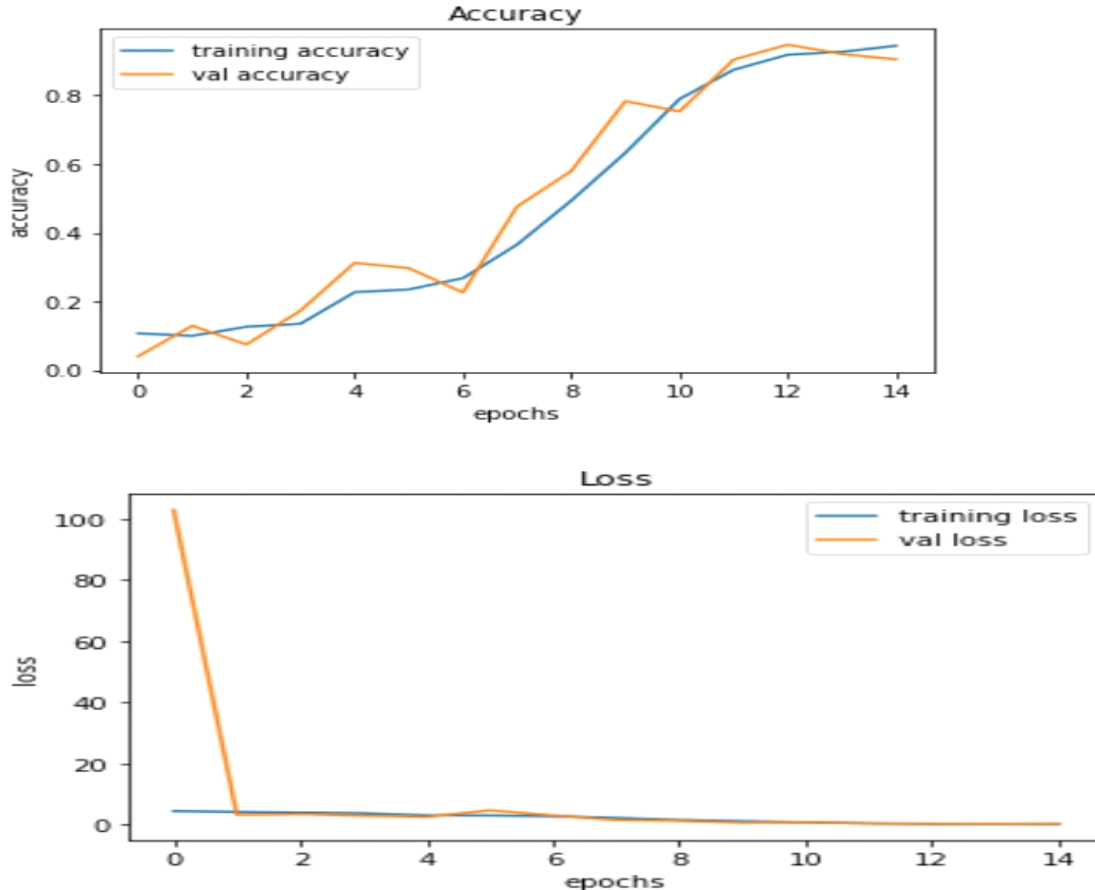 Accuracy
training accuracy
val accuracy
0.8
0.6
0.4
0.2
0.0
accuracy
0 2 4 6 8 10 12 14
epochs
Loss
training loss
val loss
100
80
60
40
20
0
loss
0 2 4 6 8 10 12 14
epochs